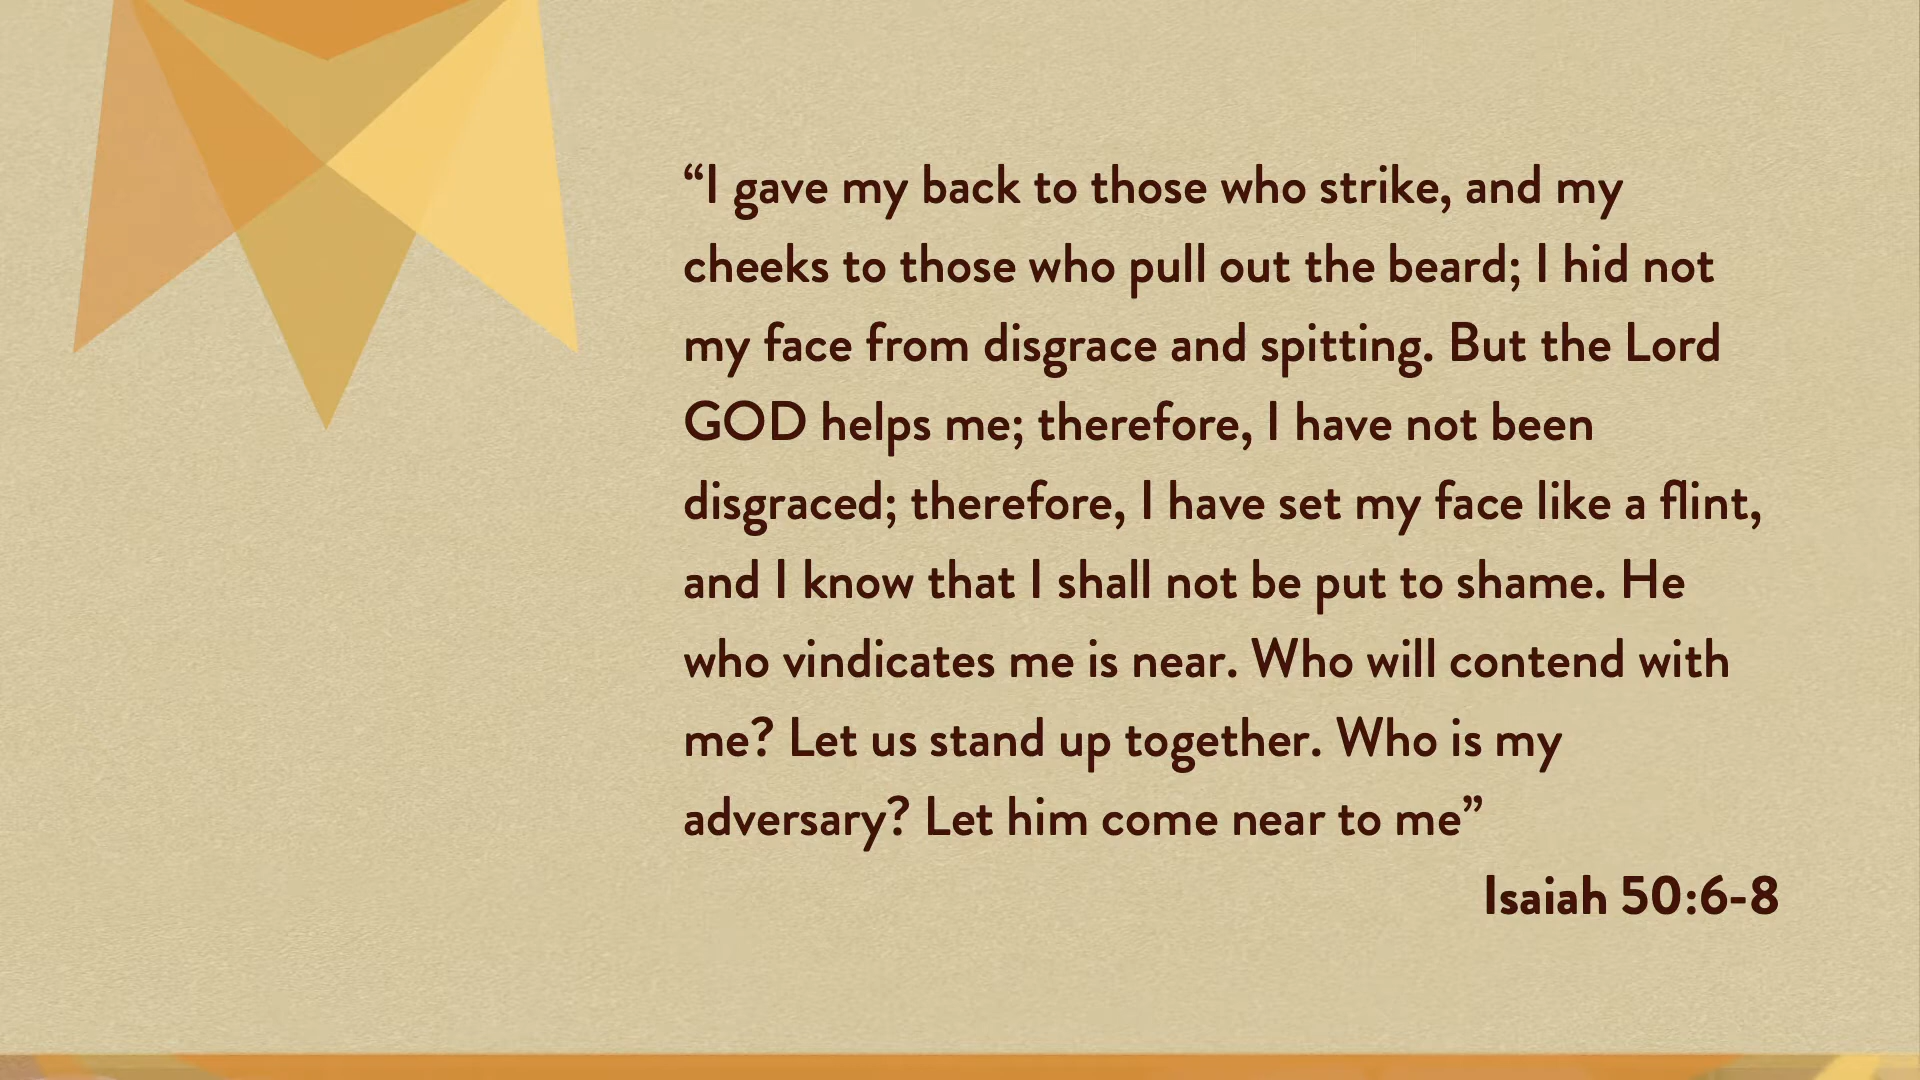 “I gave my back to those who strike, and my
cheeks to those who pull out the beard; I hid not
my face from disgrace and spitting. But the Lord
GOD helps me; therefore, I have not been
disgraced; therefore, I have set my face like a flint,
and I know that I shall not be put to shame. He
who vindicates me is near. Who will contend with
me? Let us stand up together. Who is my
adversary? Let him come near to me”
Isaiah 50:6-8